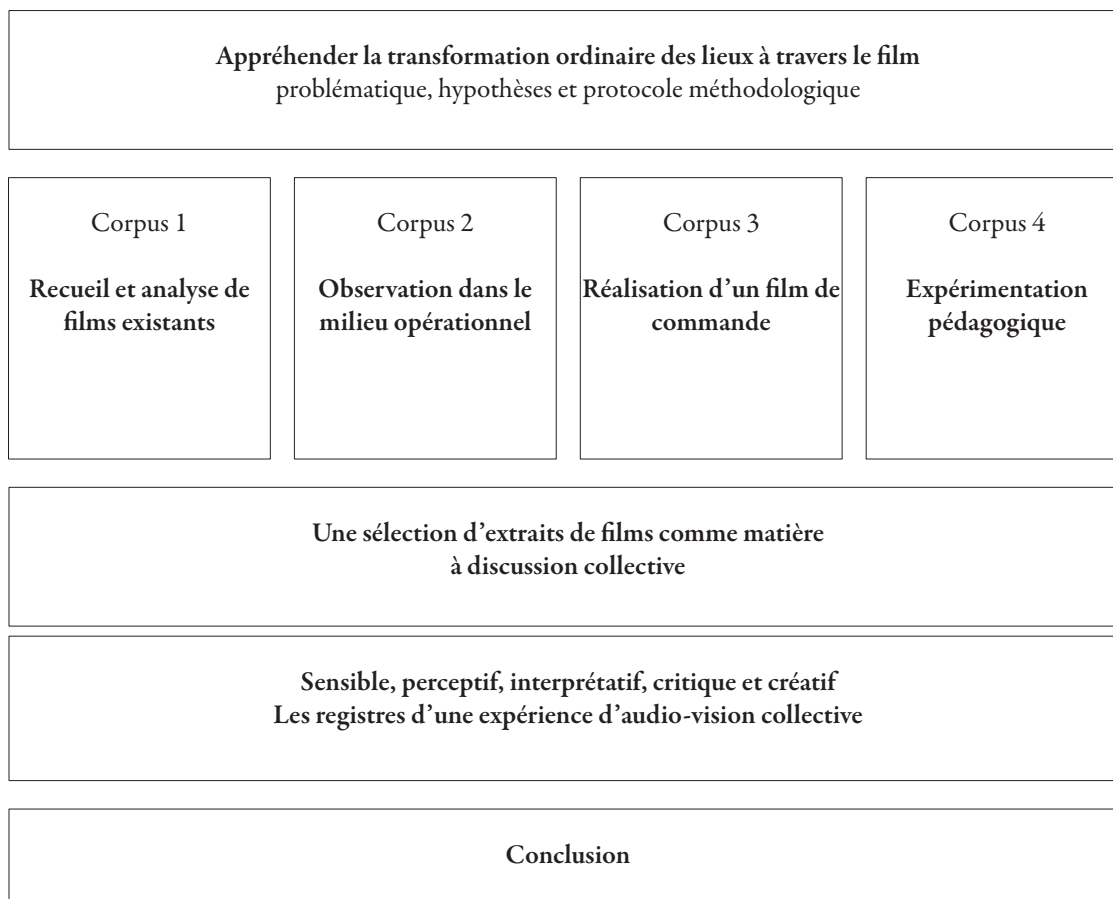 Appréhender la transformation ordinaire des lieux à travers le film
problématique, hypothèses et protocole méthodologique
Corpus 1
Recueil et analyse de
films existants
Corpus 2
Observation dans le
milieu opérationnel
Corpus 3
Réalisation d’un film de
commande
Corpus 4
Expérimentation
pédagogique
Une sélection d’extraits de films comme matière
à discussion collective
Sensible, perceptif, interprétatif, critique et créatif
Les registres d’une expérience d’audio-vision collective
Conclusion